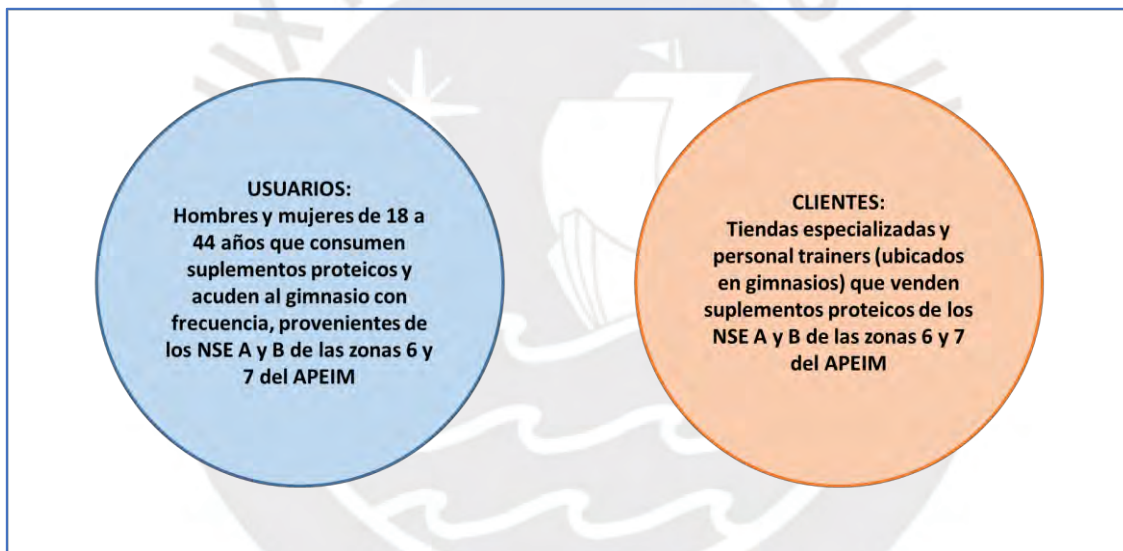 USUARIOS:
Hombres y mujeres de 18 a
44 años que consumen
suplementos proteicos y
acuden al gimnasio con
frecuencia, provenientes de
los NSE A y B de las zonas 6 y
7 del APEIM
CLIENTES:
Tiendas especializadas y
personal trainers (ubicados
en gimnasios) que venden
suplementos proteicos de los
NSE A y B de las zonas 6 y 7
del APEIM